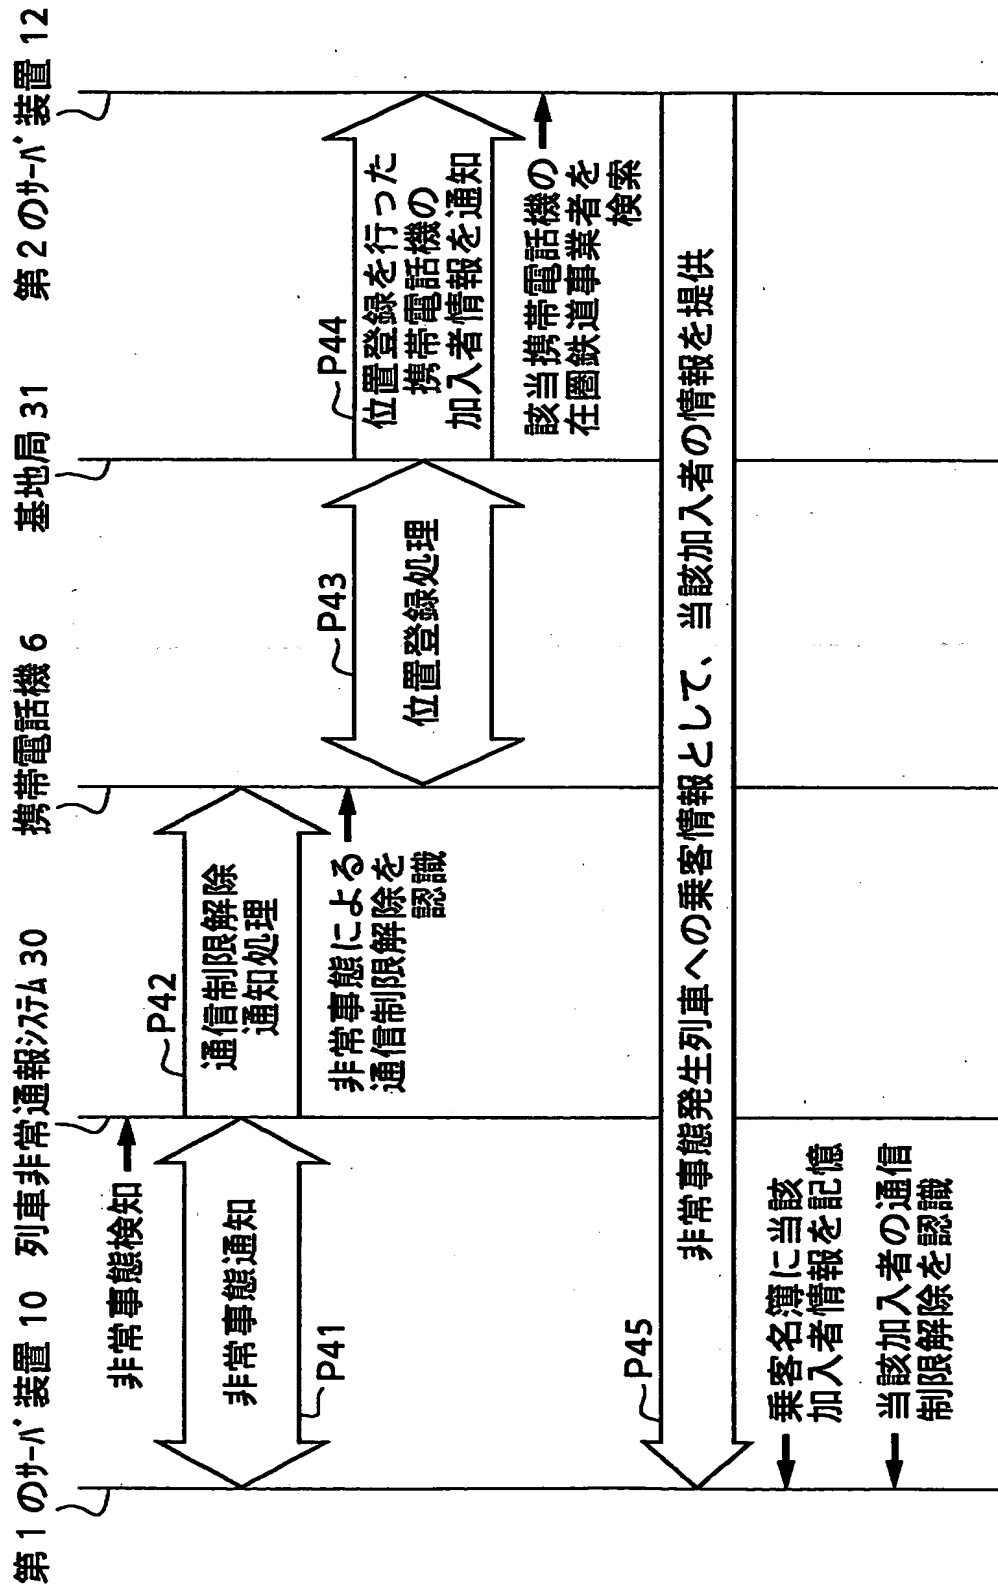 第1のサーバ装置 10
列車非常通報システム 30
携帯電話機 6
基地局 31
第2のサーバ装置 12
非常事態検知
非常事態通知
P41
P42
通信制限解除
通知処理
非常事態による
通信制限解除を
認識
P43
位置登録処理
P44
位置登録を行った
携帯電話機の
加入者情報を通知
該当携帯電話機の
在圏鉄道事業者を
検索
P45
非常事態発生列車への乗客情報として、当該加入者の情報を提供
乗客名簿に当該
加入者情報を記憶
当該加入者の通信
制限解除を認識